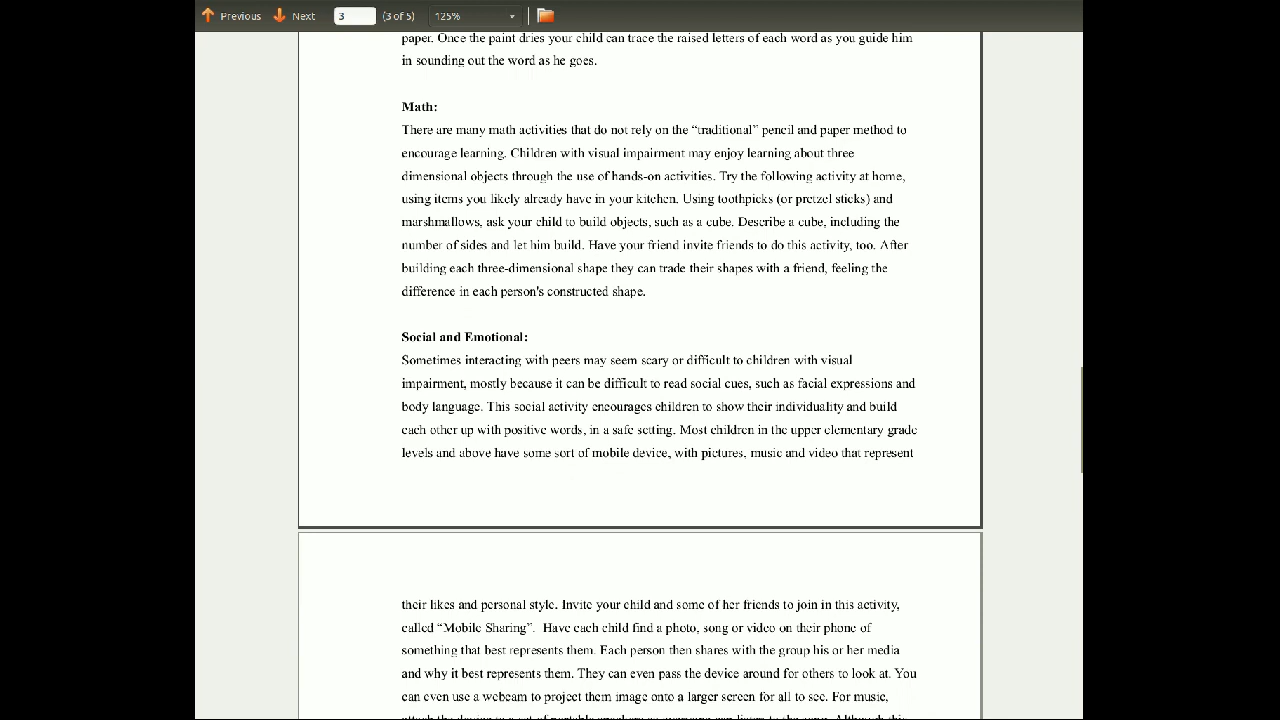 Previous Next 3 (3 of 5) 125%
paper. Once the paint dries your child can trace the raised letters of each word as you guide him
in sounding out the word as he goes.
Math:
There are many math activities that do not rely on the “traditional” pencil and paper method to
encourage learning. Children with visual impairment may enjoy learning about three
dimensional objects through the use of hands-on activities. Try the following activity at home,
using items you likely already have in your kitchen. Using toothpicks (or pretzel sticks) and
marshmallows, ask your child to build objects, such as a cube. Describe a cube, including the
number of sides and let him build. Have your friend invite friends to do this activity, too. After
building each three-dimensional shape they can trade their shapes with a friend, feeling the
difference in each person's constructed shape.
Social and Emotional:
Sometimes interacting with peers may seem scary or difficult to children with visual
impairment, mostly because it can be difficult to read social cues, such as facial expressions and
body language. This social activity encourages children to show their individuality and build
each other up with positive words, in a safe setting. Most children in the upper elementary grade
levels and above have some sort of mobile device, with pictures, music and video that represent
their likes and personal style. Invite your child and some of her friends to join in this activity,
called “Mobile Sharing”.  Have each child find a photo, song or video on their phone of
something that best represents them. Each person then shares with the group his or her media
and why it best represents them. They can even pass the device around for others to look at. You
can even use a webcam to project them image onto a larger screen for all to see. For music,